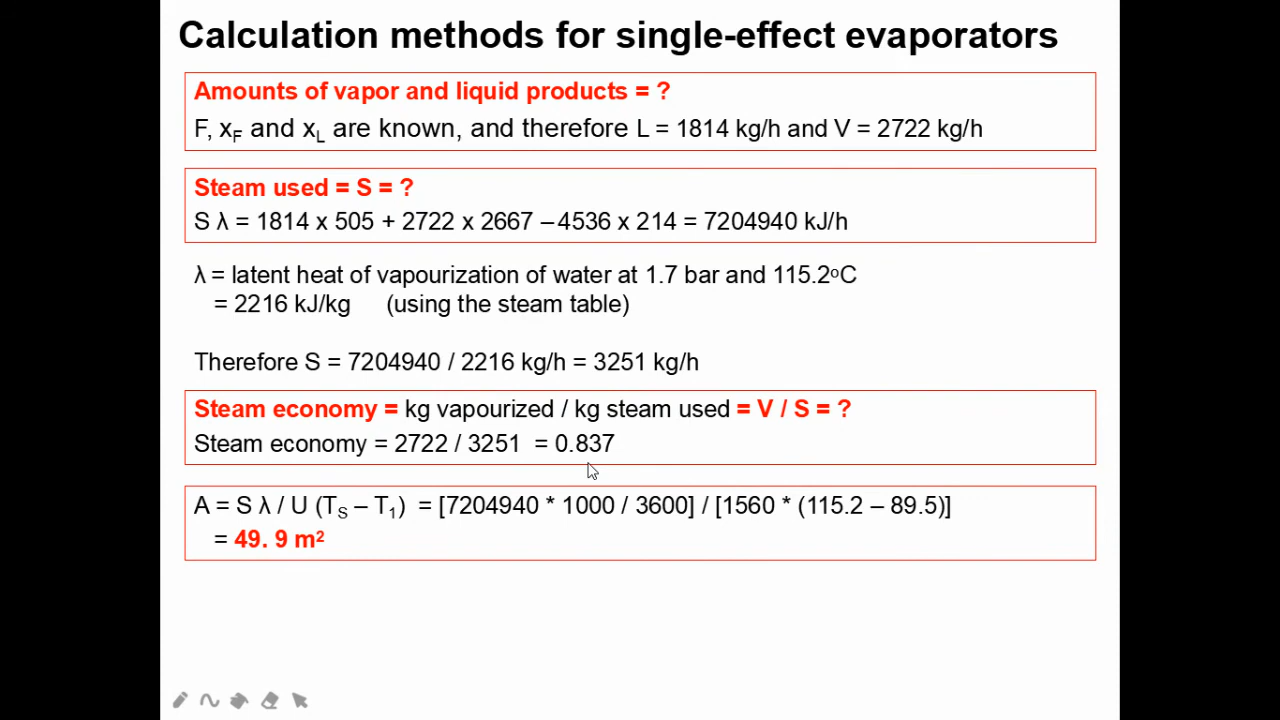 Calculation methods for single-effect evaporators
Amounts of vapor and liquid products = ?
F, xF and xL are known, and therefore L = 1814 kg/h and V = 2722 kg/h
Steam used = S = ?
S λ = 1814 x 505 + 2722 x 2667 – 4536 x 214 = 7204940 kJ/h
λ = latent heat of vapourization of water at 1.7 bar and 115.2oC
= 2216 kJ/kg (using the steam table)
Therefore S = 7204940 / 2216 kg/h = 3251 kg/h
Steam economy = kg vapourized / kg steam used = V / S = ?
Steam economy = 2722 / 3251 = 0.837
A = S λ / U (TS – T1) = [7204940 * 1000 / 3600] / [1560 * (115.2 – 89.5)]
= 49. 9 m2